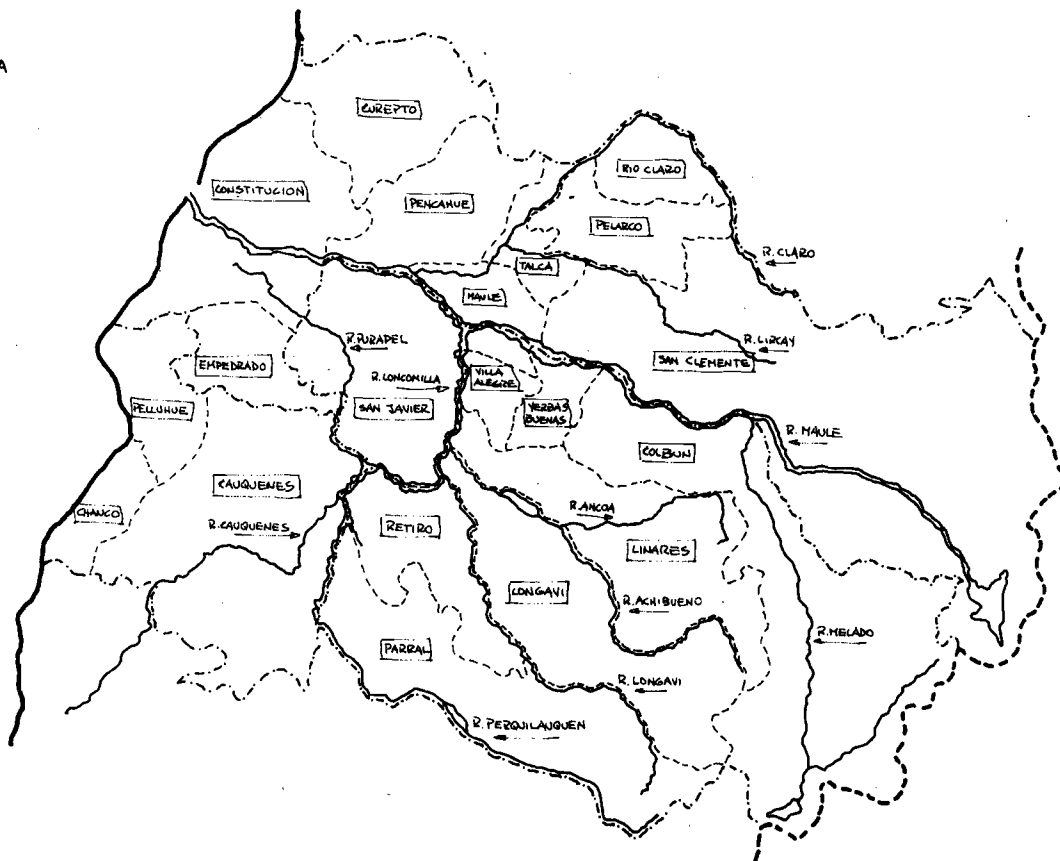 A
CUREPTO
RIO CLARO
CONSTITUCION
PENCAHUE
PELARCO
R. CLARO
TALCA
MAULE
R. PURAPEL
R. LIRCAY
SAN CLEMENTE
EMPEDRADO
R. LONCOMILLA
VILLA
ALEGRE
PELLUHUE
SAN JAVIER
YERBAS
BUENAS
R. MAULE
COLBUN
CAUQUENES
CHANCO
R. ANCOA
R. CAUQUENES
RETIRO
LINARES
LONGAVI
R. ACHIBUENO
R. MELADO
PARRAL
R. LONGAVI
R. PERQUILAUQUEN